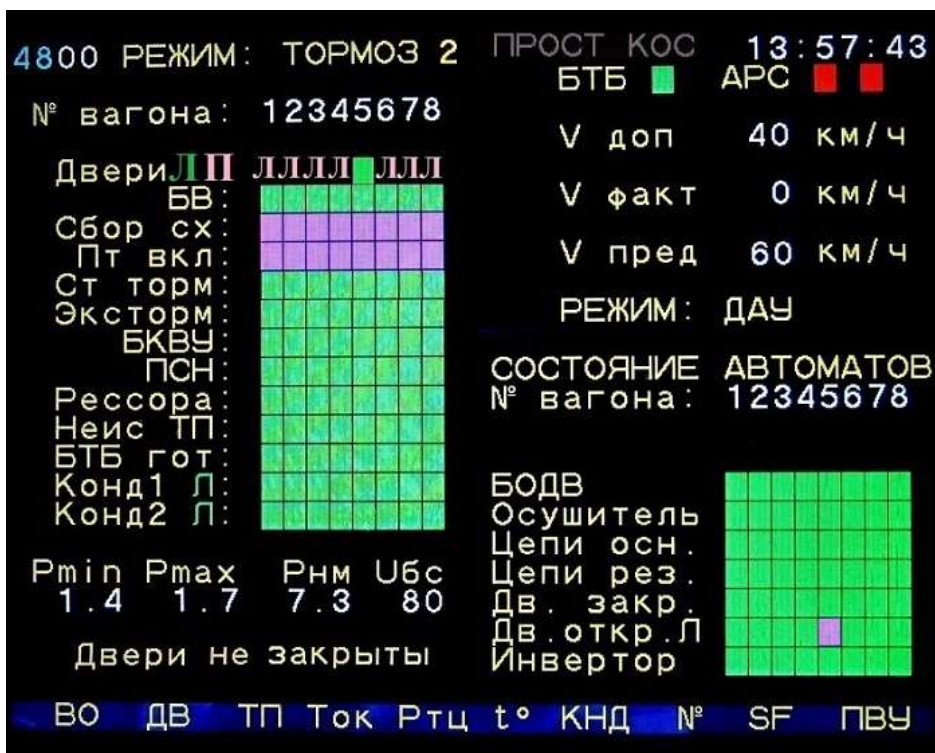 4800 РЕЖИМ: ТОРМОЗ 2
№ вагона: 12345678
Двери Л П ЛЛЛЛ ЛЛЛ
БВ:
Сбор сх:
Пт вкл:
Ст торм:
Эксторм:
БКВУ:
ПСН:
Рессора:
Неис ТП:
БТБ гот:
Конд1 Л:
Конд2 Л:
Pmin Pmax Рнм Uбс
1.4 1.7 7.3 80
Двери не закрыты
ПРОСТ КОС 13:57:43
БТБ АРС
V доп 40 км/ч
V факт 0 км/ч
V пред 60 км/ч
РЕЖИМ: ДАУ
СОСТОЯНИЕ АВТОМАТОВ
№ вагона: 12345678
БОДВ
Осушитель
Цепи осн.
Цепи рез.
Дв. закр.
Дв.откр.Л
Инвертор
ВО ДВ ТП Ток Ртц t° КНД № SF ПВУ